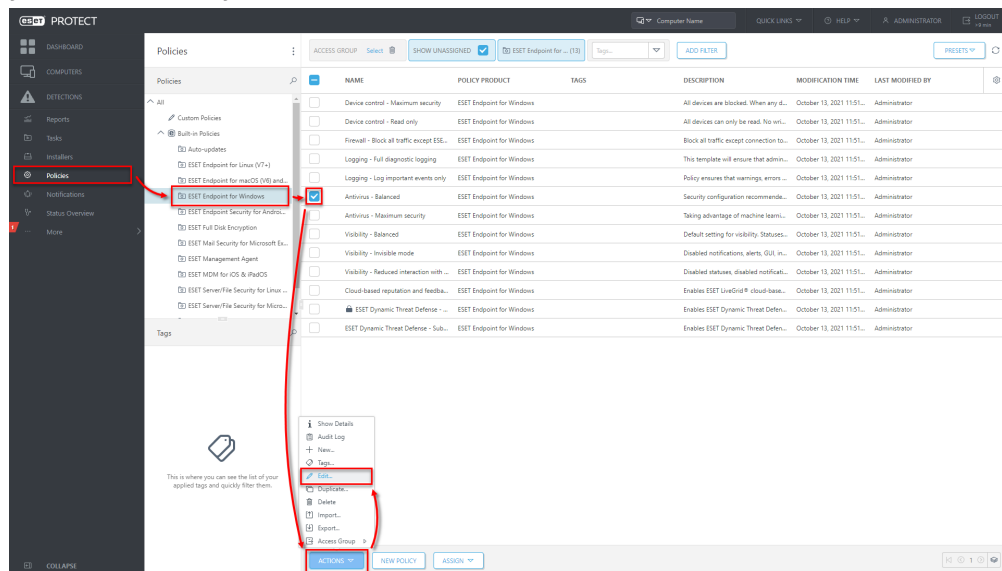 eset PROTECT
Computer Name
QUICK LINKS
HELP
ADMINISTRATOR
LOGOUT
>8 min
DASHBOARD
COMPUTERS
DETECTIONS
Reports
Tasks
Installers
Policies
Notifications
Status Overview
More
COLLAPSE
Policies
ACCESS GROUP Select
SHOW UNASSIGNED
ESET Endpoint for ... (13)
Tags...
ADD FILTER
PRESETS
Policies
All
Custom Policies
Built-in Policies
Auto-updates
ESET Endpoint for Linux (V7+)
ESET Endpoint for macOS (V6) and...
ESET Endpoint for Windows
ESET Endpoint Security for Androi...
ESET Full Disk Encryption
ESET Mail Security for Microsoft Ex...
ESET Management Agent
ESET MDM for iOS & iPadOS
ESET Server/File Security for Linux ...
ESET Server/File Security for Micro...
Tags
This is where you can see the list of your
applied tags and quickly filter them.
NAME POLICY PRODUCT TAGS DESCRIPTION MODIFICATION TIME LAST MODIFIED BY
Device control - Maximum security ESET Endpoint for Windows All devices are blocked. When any d... October 13, 2021 11:51... Administrator
Device control - Read only ESET Endpoint for Windows All devices can only be read. No wri... October 13, 2021 11:51... Administrator
Firewall - Block all traffic except ESE... ESET Endpoint for Windows Block all traffic except connection to... October 13, 2021 11:51... Administrator
Logging - Full diagnostic logging ESET Endpoint for Windows This template will ensure that admin... October 13, 2021 11:51... Administrator
Logging - Log important events only ESET Endpoint for Windows Policy ensures that warnings, errors ... October 13, 2021 11:51... Administrator
Antivirus - Balanced ESET Endpoint for Windows Security configuration recommende... October 13, 2021 11:51... Administrator
Antivirus - Maximum security ESET Endpoint for Windows Taking advantage of machine learni... October 13, 2021 11:51... Administrator
Visibility - Balanced ESET Endpoint for Windows Default setting for visibility. Statuses... October 13, 2021 11:51... Administrator
Visibility - Invisible mode ESET Endpoint for Windows Disabled notifications, alerts, GUI, in... October 13, 2021 11:51... Administrator
Visibility - Reduced interaction with ... ESET Endpoint for Windows Disabled statuses, disabled notificati... October 13, 2021 11:51... Administrator
Cloud-based reputation and feedba... ESET Endpoint for Windows Enables ESET LiveGrid® cloud-base... October 13, 2021 11:51... Administrator
ESET Dynamic Threat Defense - ... ESET Endpoint for Windows Enables ESET Dynamic Threat Defen... October 13, 2021 11:51... Administrator
ESET Dynamic Threat Defense - Sub... ESET Endpoint for Windows Enables ESET Dynamic Threat Defen... October 13, 2021 11:51... Administrator
Show Details
Audit Log
New...
Tags...
Edit...
Duplicate...
Delete
Import...
Export...
Access Group
ACTIONS
NEW POLICY
ASSIGN
1